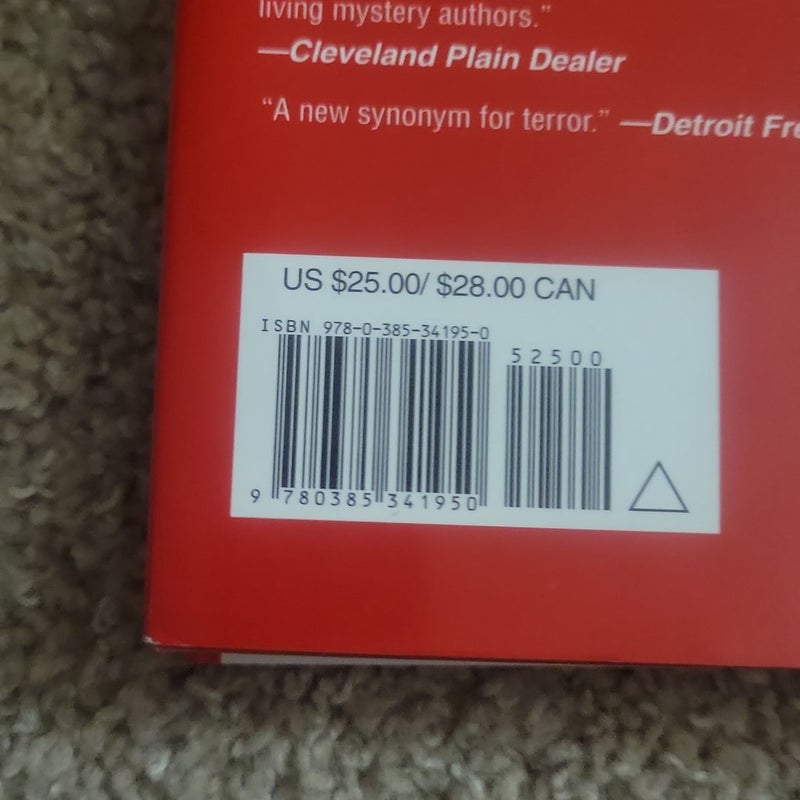 living mystery authors.”
—Cleveland Plain Dealer
“A new synonym for terror.” —Detroit Fre
US $25.00/ $28.00 CAN
ISBN 978-0-385-34195-0
52500
9 780385 341950